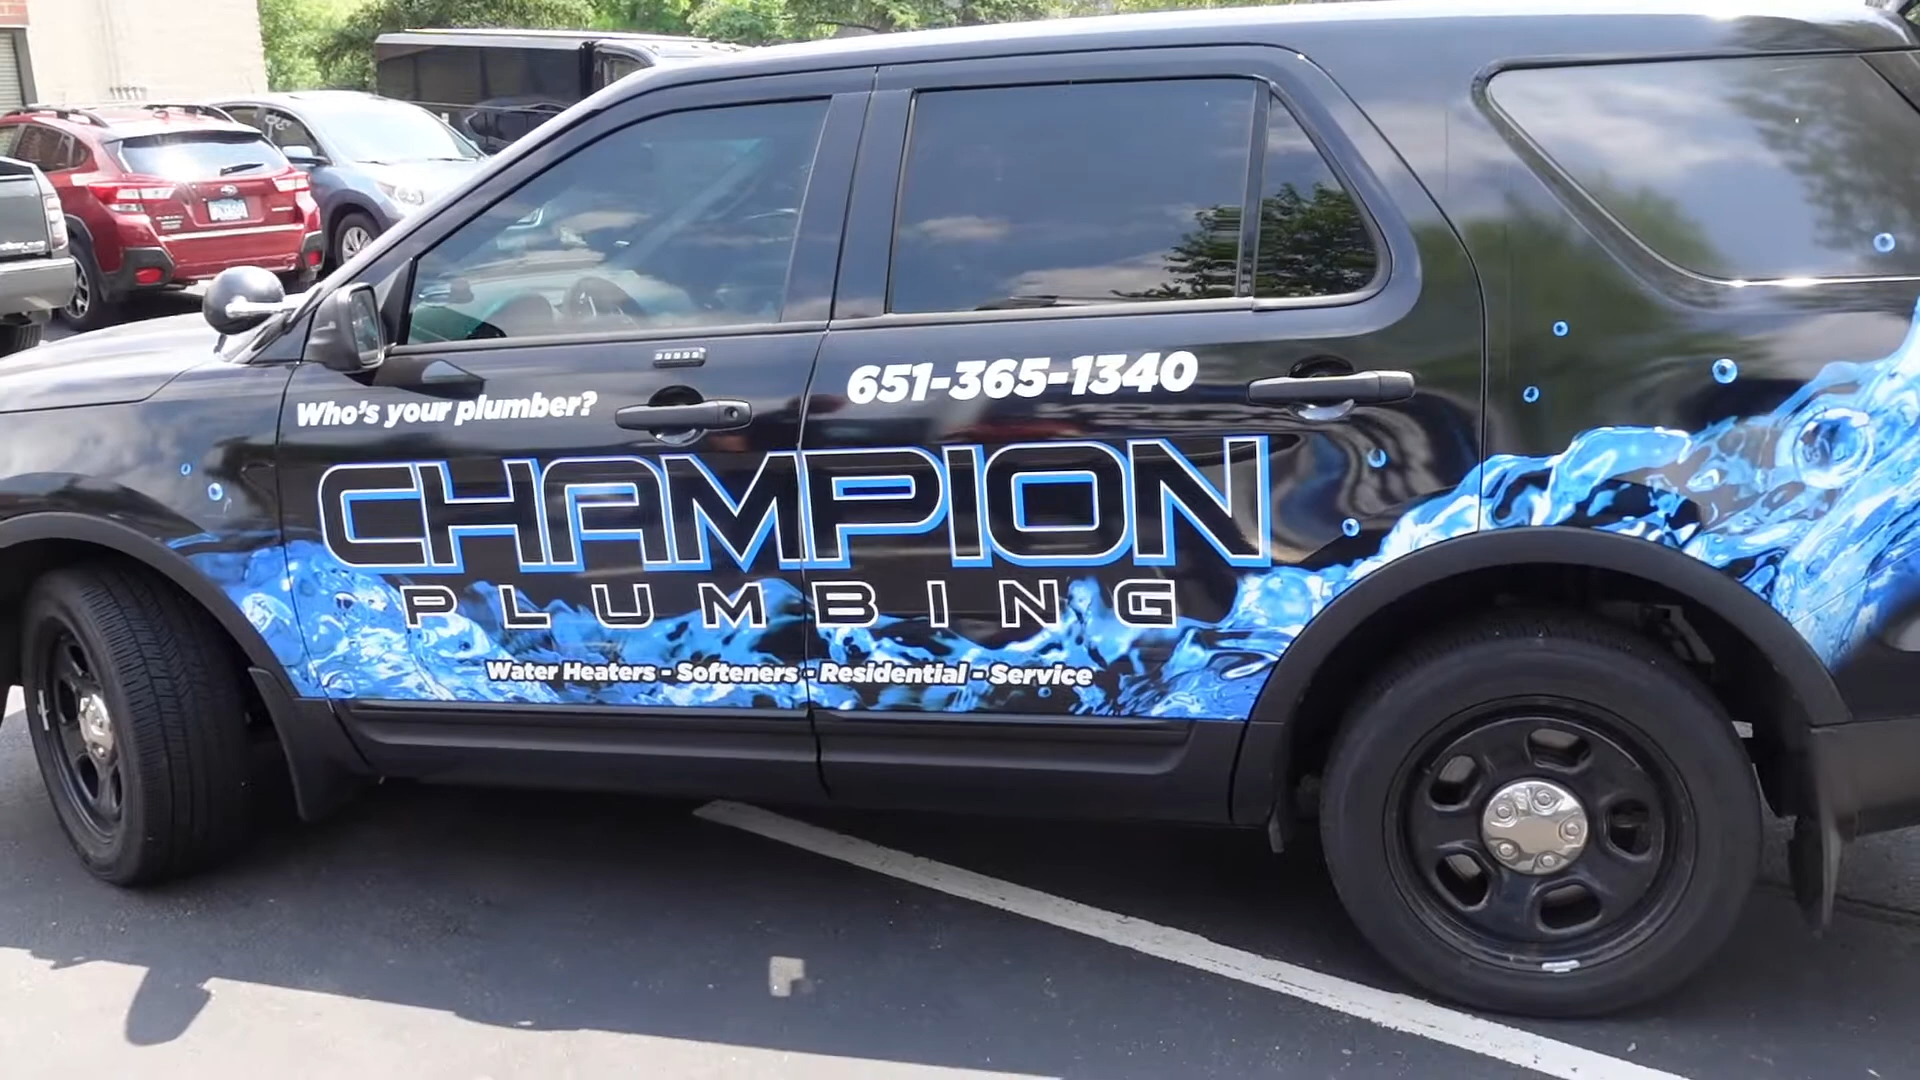 651-365-1340
Who's your plumber?
CHAMPION
PLUMBING
Water Heaters - Softeners - Residential - Service